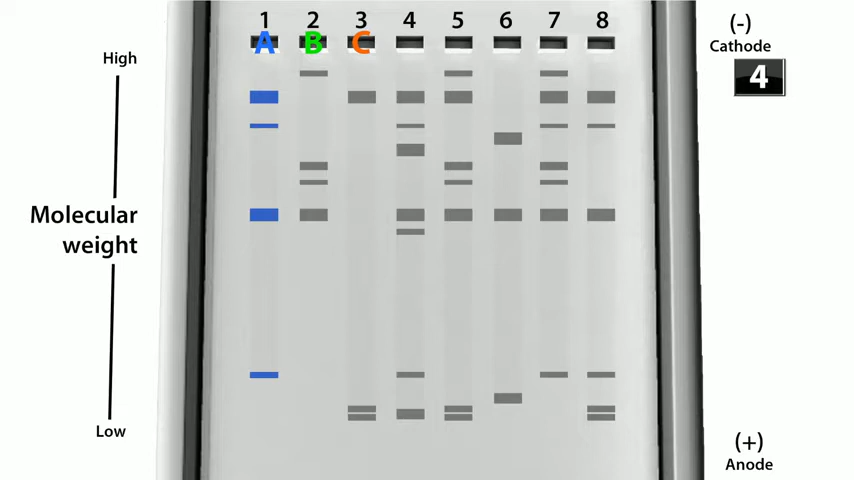 1 2 3 4 5 6 7 8
A B C
(-)
Cathode
4
High
Molecular
weight
Low
(+)
Anode